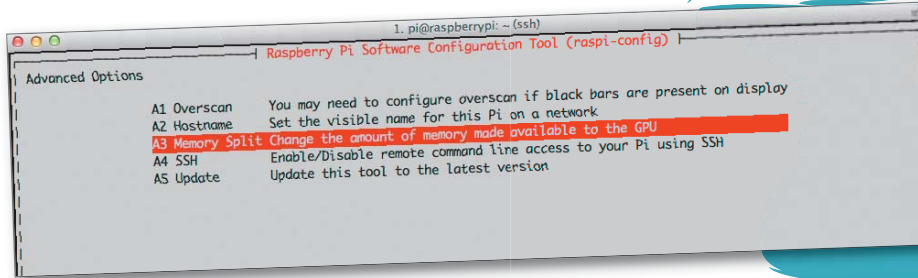 1. pi@raspberrypi: ~ (ssh)
Raspberry Pi Software Configuration Tool (raspi-config)
Advanced Options
A1 Overscan You may need to configure overscan if black bars are present on display
A2 Hostname Set the visible name for this Pi on a network
A3 Memory Split Change the amount of memory made available to the GPU
A4 SSH Enable/Disable remote command line access to your Pi using SSH
A5 Update Update this tool to the latest version